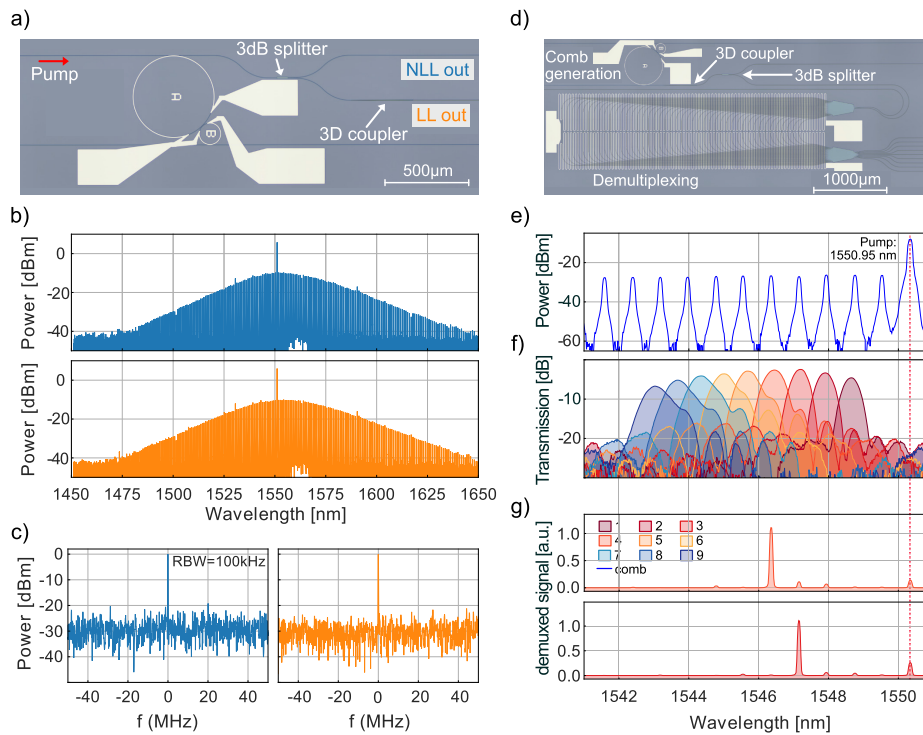 a)
3dB splitter
Pump
NLL out
A
LL out
B
3D coupler
500μm
b)
Power [dBm]
0
−20
−40
Power [dBm]
0
−20
−40
1450 1475 1500 1525 1550 1575 1600 1625 1650
Wavelength [nm]
c)
Power [dBm]
0
−10
−20
−30
−40
RBW=100kHz
-40 -20 0 20 40
f (MHz)
-40 -20 0 20 40
f (MHz)
d)
Comb
generation
B
3D coupler
3dB splitter
Demultiplexing
1000μm
e)
Power [dBm]
−20
−40
−60
Pump:
1550.95 nm
f)
Transmission [dB]
−10
−20
g)
demuxed signal [a.u.]
1.0
0.5
0.0
1 2 3
4 5 6
7 8 9
comb
1.0
0.5
0.0
1542 1544 1546 1548 1550
Wavelength [nm]